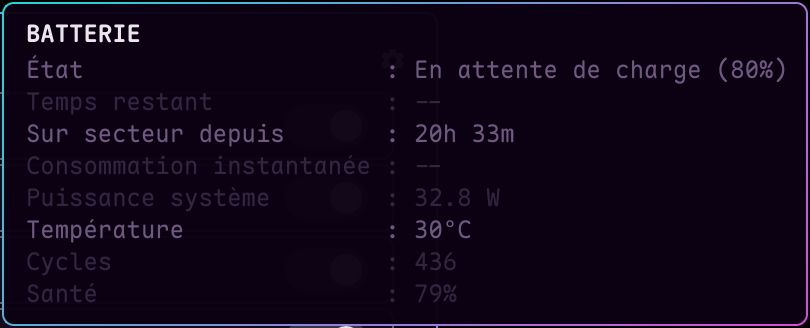 BATTERIE
État : En attente de charge (80%)
Temps restant : --
Sur secteur depuis : 20h 33m
Consommation instantanée : --
Puissance système : 32.8 W
Température : 30°C
Cycles : 436
Santé : 79%